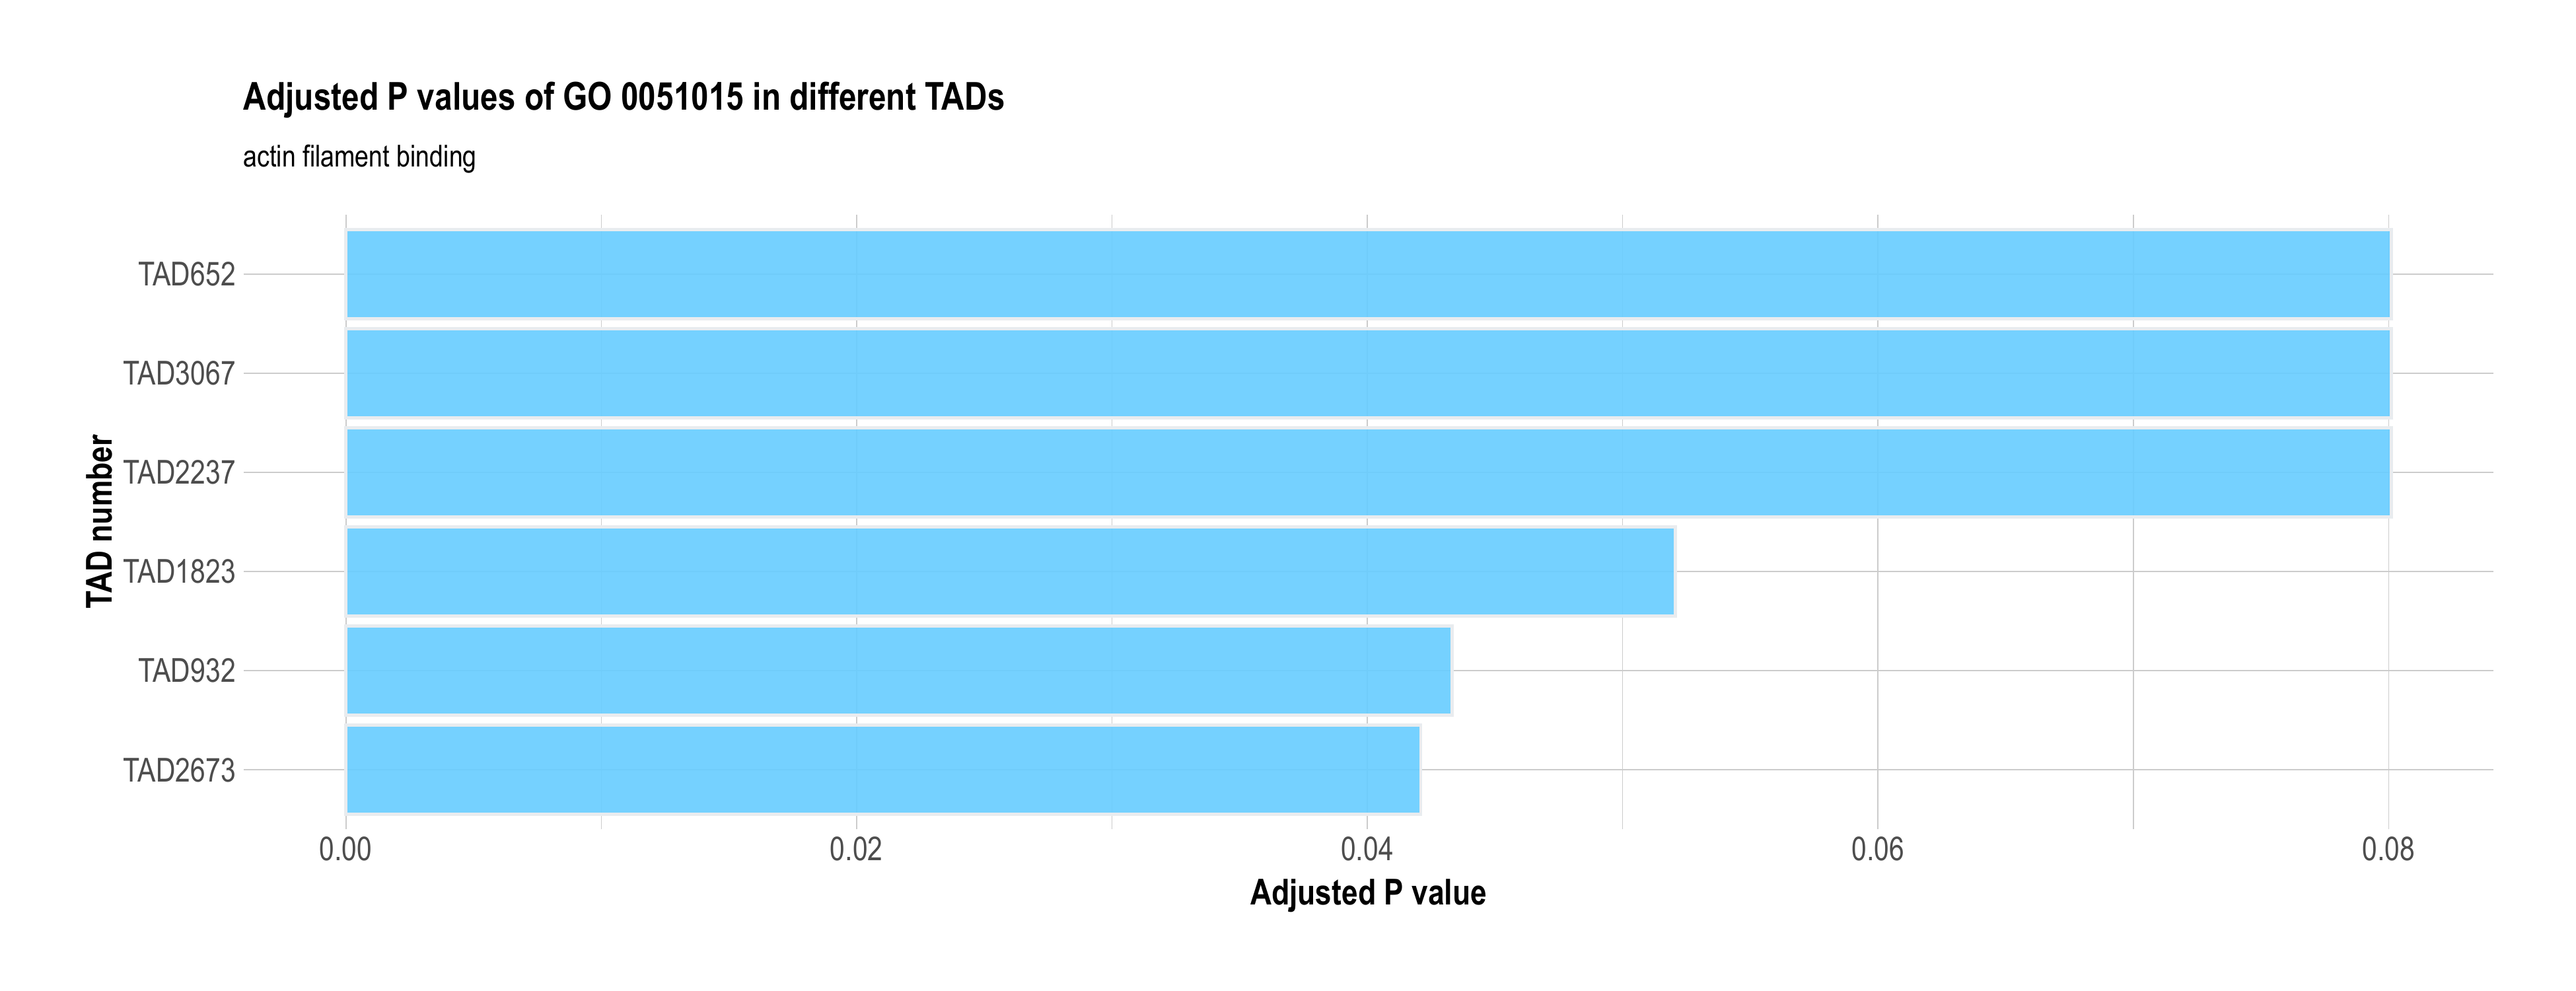 Adjusted P values of GO 0051015 in different TADs
actin filament binding
TAD number
TAD652
TAD3067
TAD2237
TAD1823
TAD932
TAD2673
0.00 0.02 0.04 0.06 0.08
Adjusted P value